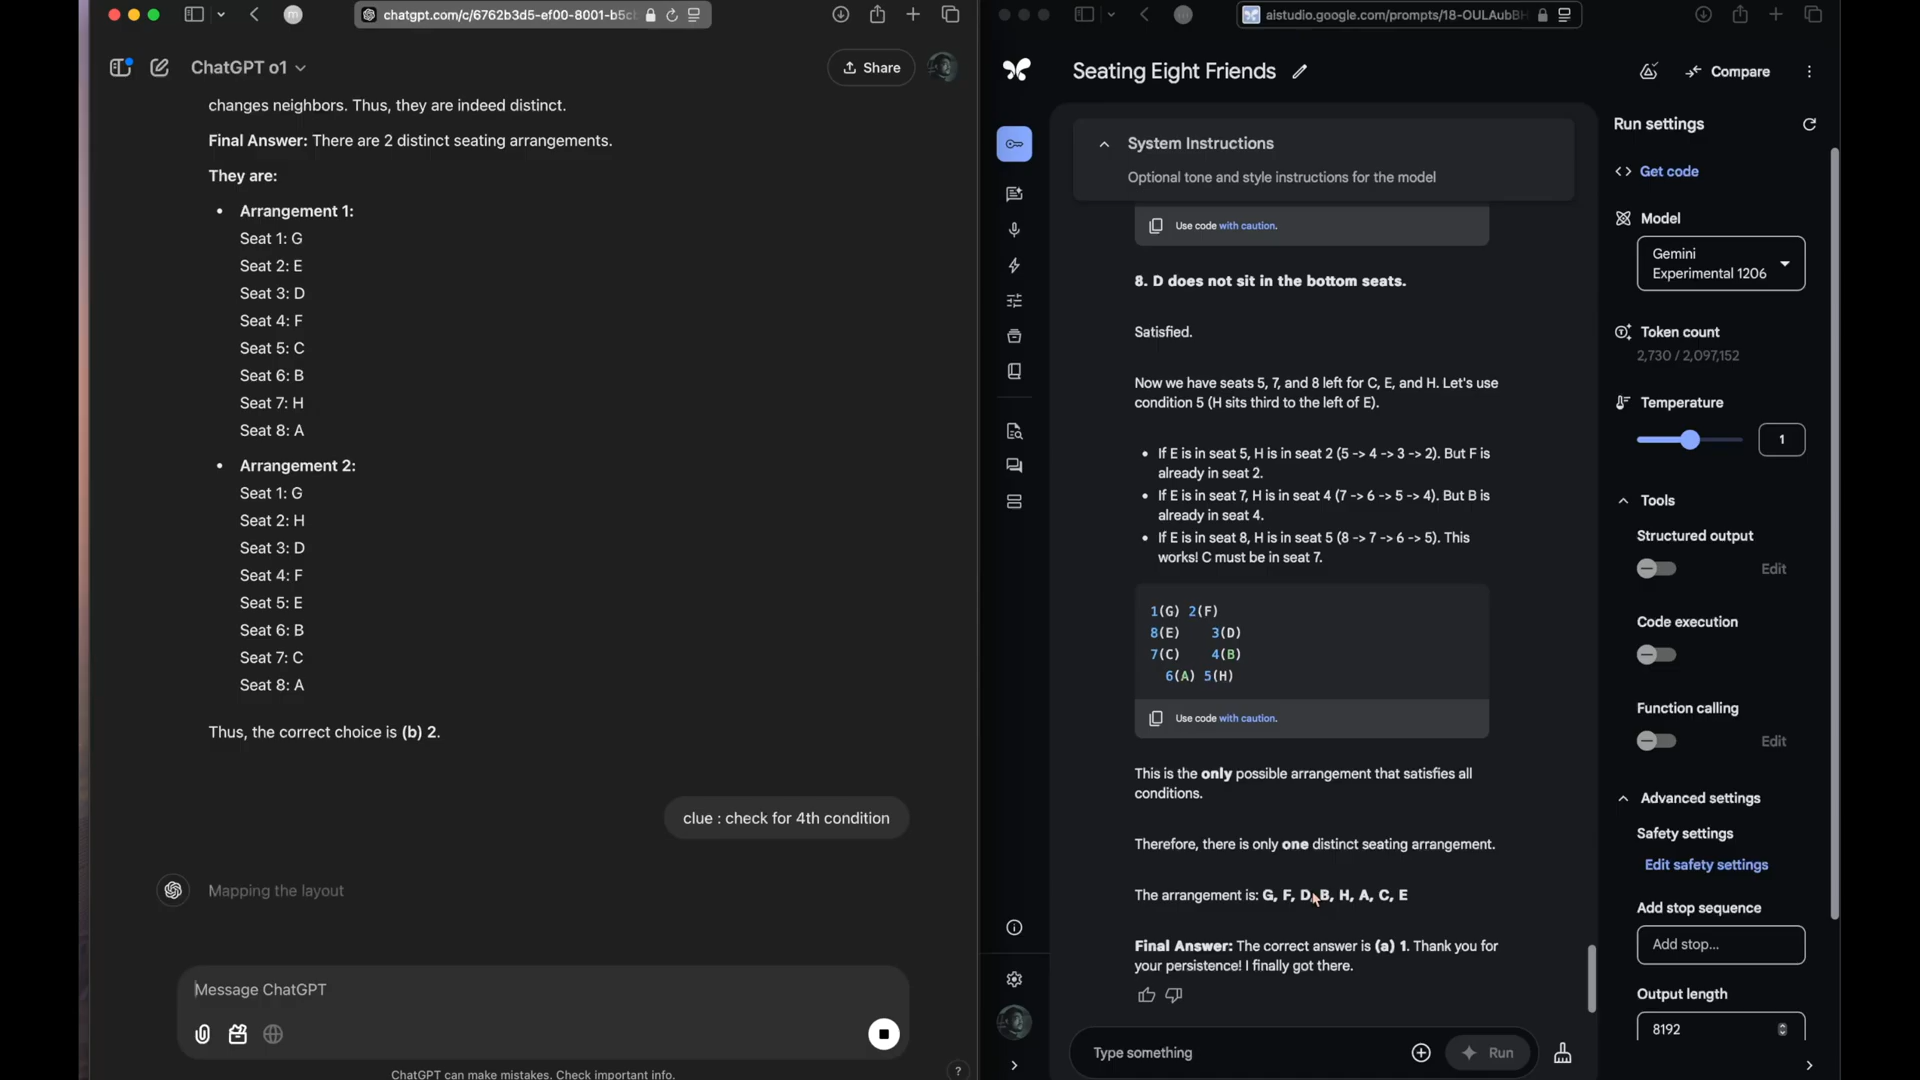 chatgpt.com/c/6762b3d5-ef00-8001-b5cb
ChatGPT o1
Share
changes neighbors. Thus, they are indeed distinct.
Final Answer: There are 2 distinct seating arrangements.
They are:
• Arrangement 1:
Seat 1: G
Seat 2: E
Seat 3: D
Seat 4: F
Seat 5: C
Seat 6: B
Seat 7: H
Seat 8: A
• Arrangement 2:
Seat 1: G
Seat 2: H
Seat 3: D
Seat 4: F
Seat 5: E
Seat 6: B
Seat 7: C
Seat 8: A
Thus, the correct choice is (b) 2.
clue : check for 4th condition
Mapping the layout
Message ChatGPT
ChatGPT can make mistakes. Check important info.
?
aistudio.google.com/prompts/18-OULAubBH
Seating Eight Friends
Compare
System Instructions
Optional tone and style instructions for the model
Use code with caution.
8. D does not sit in the bottom seats.
Satisfied.
Now we have seats 5, 7, and 8 left for C, E, and H. Let's use
condition 5 (H sits third to the left of E).
• If E is in seat 5, H is in seat 2 (5 -> 4 -> 3 -> 2). But F is
already in seat 2.
• If E is in seat 7, H is in seat 4 (7 -> 6 -> 5 -> 4). But B is
already in seat 4.
• If E is in seat 8, H is in seat 5 (8 -> 7 -> 6 -> 5). This
works! C must be in seat 7.
1(G) 2(F)
8(E) 3(D)
7(C) 4(B)
6(A) 5(H)
Use code with caution.
This is the only possible arrangement that satisfies all
conditions.
Therefore, there is only one distinct seating arrangement.
The arrangement is: G, F, D, B, H, A, C, E
Final Answer: The correct answer is (a) 1. Thank you for
your persistence! I finally got there.
Type something
Run
Run settings
Get code
Model
Gemini
Experimental 1206
Token count
2,730 / 2,097,152
Temperature
1
Tools
Structured output
Edit
Code execution
Function calling
Edit
Advanced settings
Safety settings
Edit safety settings
Add stop sequence
Add stop...
Output length
8192